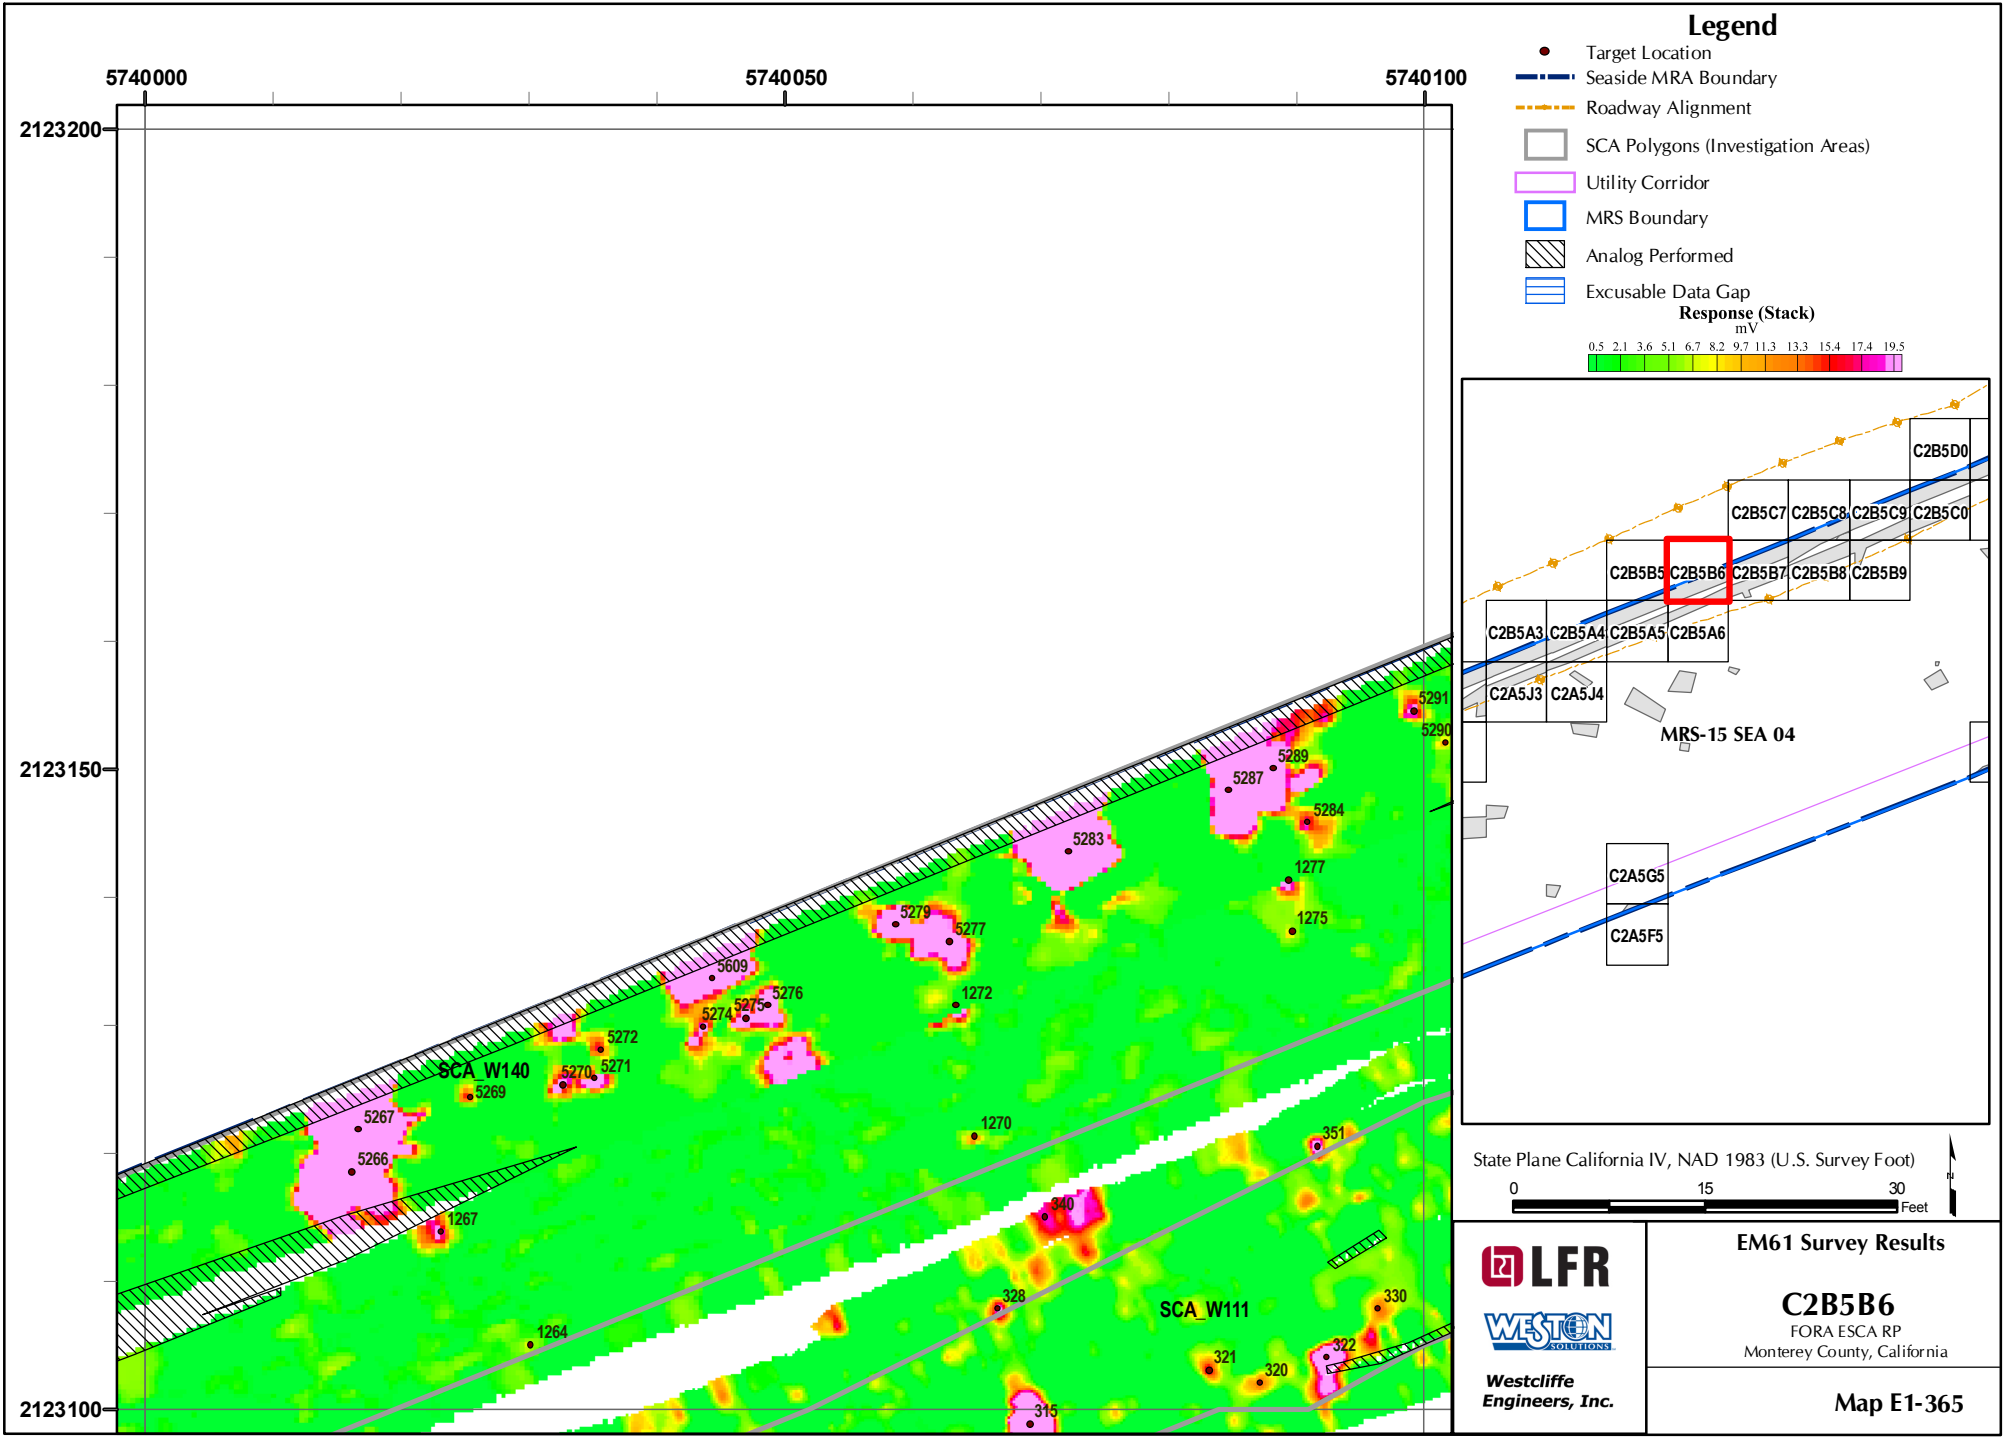 5740000
5740050
5740100
2123200
2123150
2123100
5291
5290
5289
5287
5284
5283
1277
1275
5279
5277
5609
5276
5275
5274
1272
5272
5271
5270
SCA_W140
5269
5267
5266
1270
351
1267
340
328
SCA_W111
330
1264
322
321
320
315
Legend
Target Location
Seaside MRA Boundary
Roadway Alignment
SCA Polygons (Investigation Areas)
Utility Corridor
MRS Boundary
Analog Performed
Excusable Data Gap
Response (Stack)
mV
0.5 2.1 3.6 5.1 6.7 8.2 9.7 11.3 13.3 15.4 17.4 19.5
C2B5D0
C2B5C7 C2B5C8 C2B5C9 C2B5C0
C2B5B5 C2B5B6 C2B5B7 C2B5B8 C2B5B9
C2B5A3 C2B5A4 C2B5A5 C2B5A6
C2A5J3 C2A5J4
MRS-15 SEA 04
C2A5G5
C2A5F5
State Plane California IV, NAD 1983 (U.S. Survey Foot)
0 15 30
Feet
z
LFR
WESTON
SOLUTIONS
Westcliffe
Engineers, Inc.
EM61 Survey Results
C2B5B6
FORA ESCA RP
Monterey County, California
Map E1-365